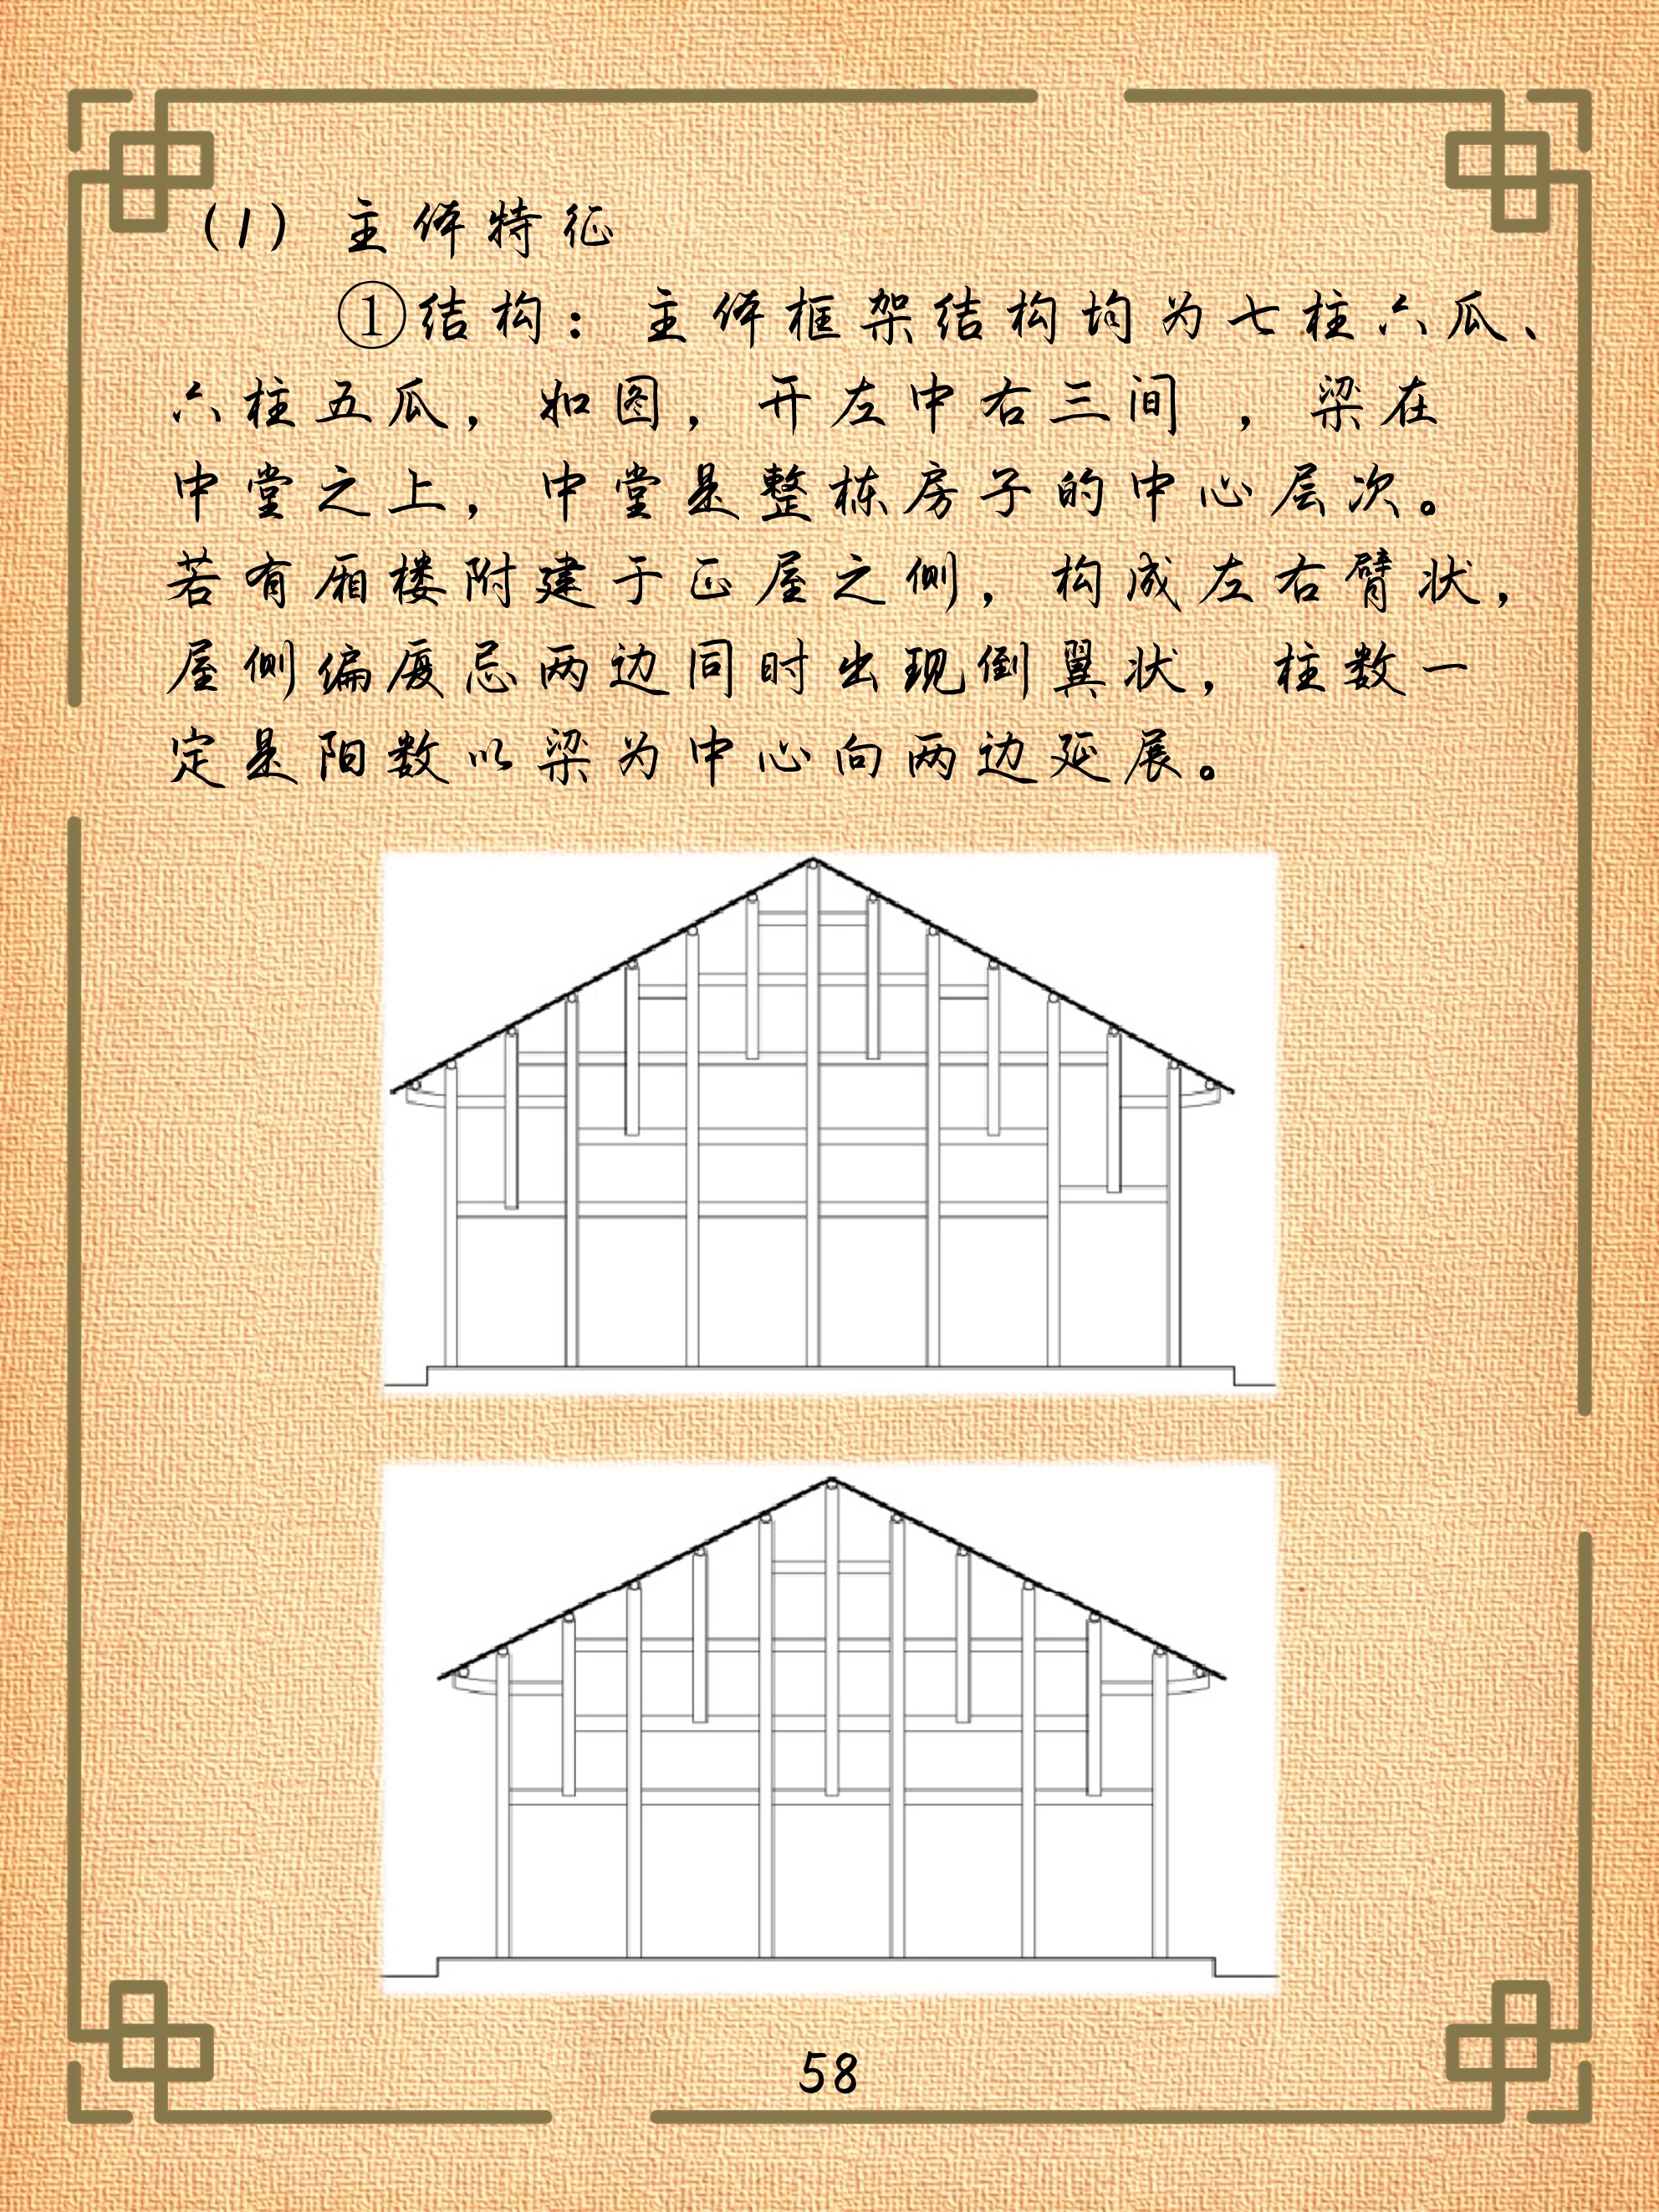 （1）主体特征
①结构：主体框架结构均为七柱六瓜、
六柱五瓜，如图，开左中右三间 ，梁在
中堂之上，中堂是整栋房子的中心层次。
若有厢楼附建于正屋之侧，构成左右臂状，
屋侧偏厦忌两边同时出现倒翼状，柱数一
定是阳数以梁为中心向两边延展。
58